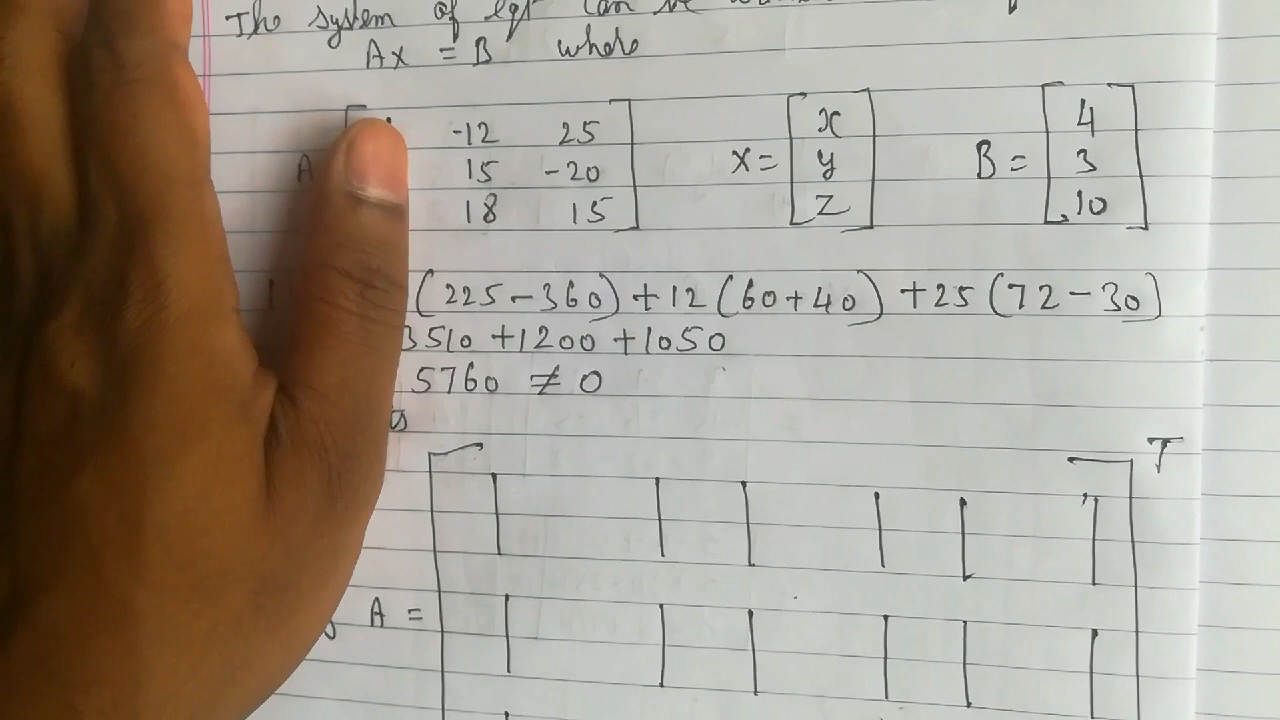 The system of eqn can be
AX = B where
A -12 25 X = x B = 4
15 -20 y 3
18 15 z 10
(225-360) +12 (60+40) +25 (72-30)
3510 +1200 +1050
5760 ≠ 0
T
A =